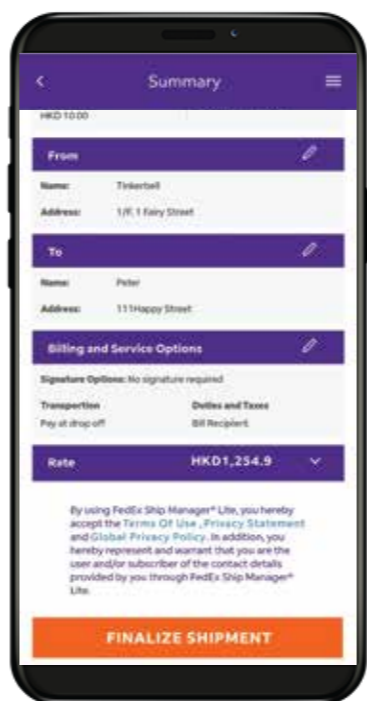 Summary
HKD 10.00
From
Name: Tinkerbell
Address: 1/F, 1 Fairy Street
To
Name: Peter
Address: 111Happy Street
Billing and Service Options
Signature Options: No signature required
Transportion Duties and Taxes
Pay at drop off Bill Recipient
Rate HKD1,254.9
By using FedEx Ship Manager® Lite, you hereby
accept the Terms Of Use , Privacy Statement
and Global Privacy Policy. In addition, you
hereby represent and warrant that you are the
user and/or subscriber of the contact details
provided by you through FedEx Ship Manager®
Lite.
FINALIZE SHIPMENT